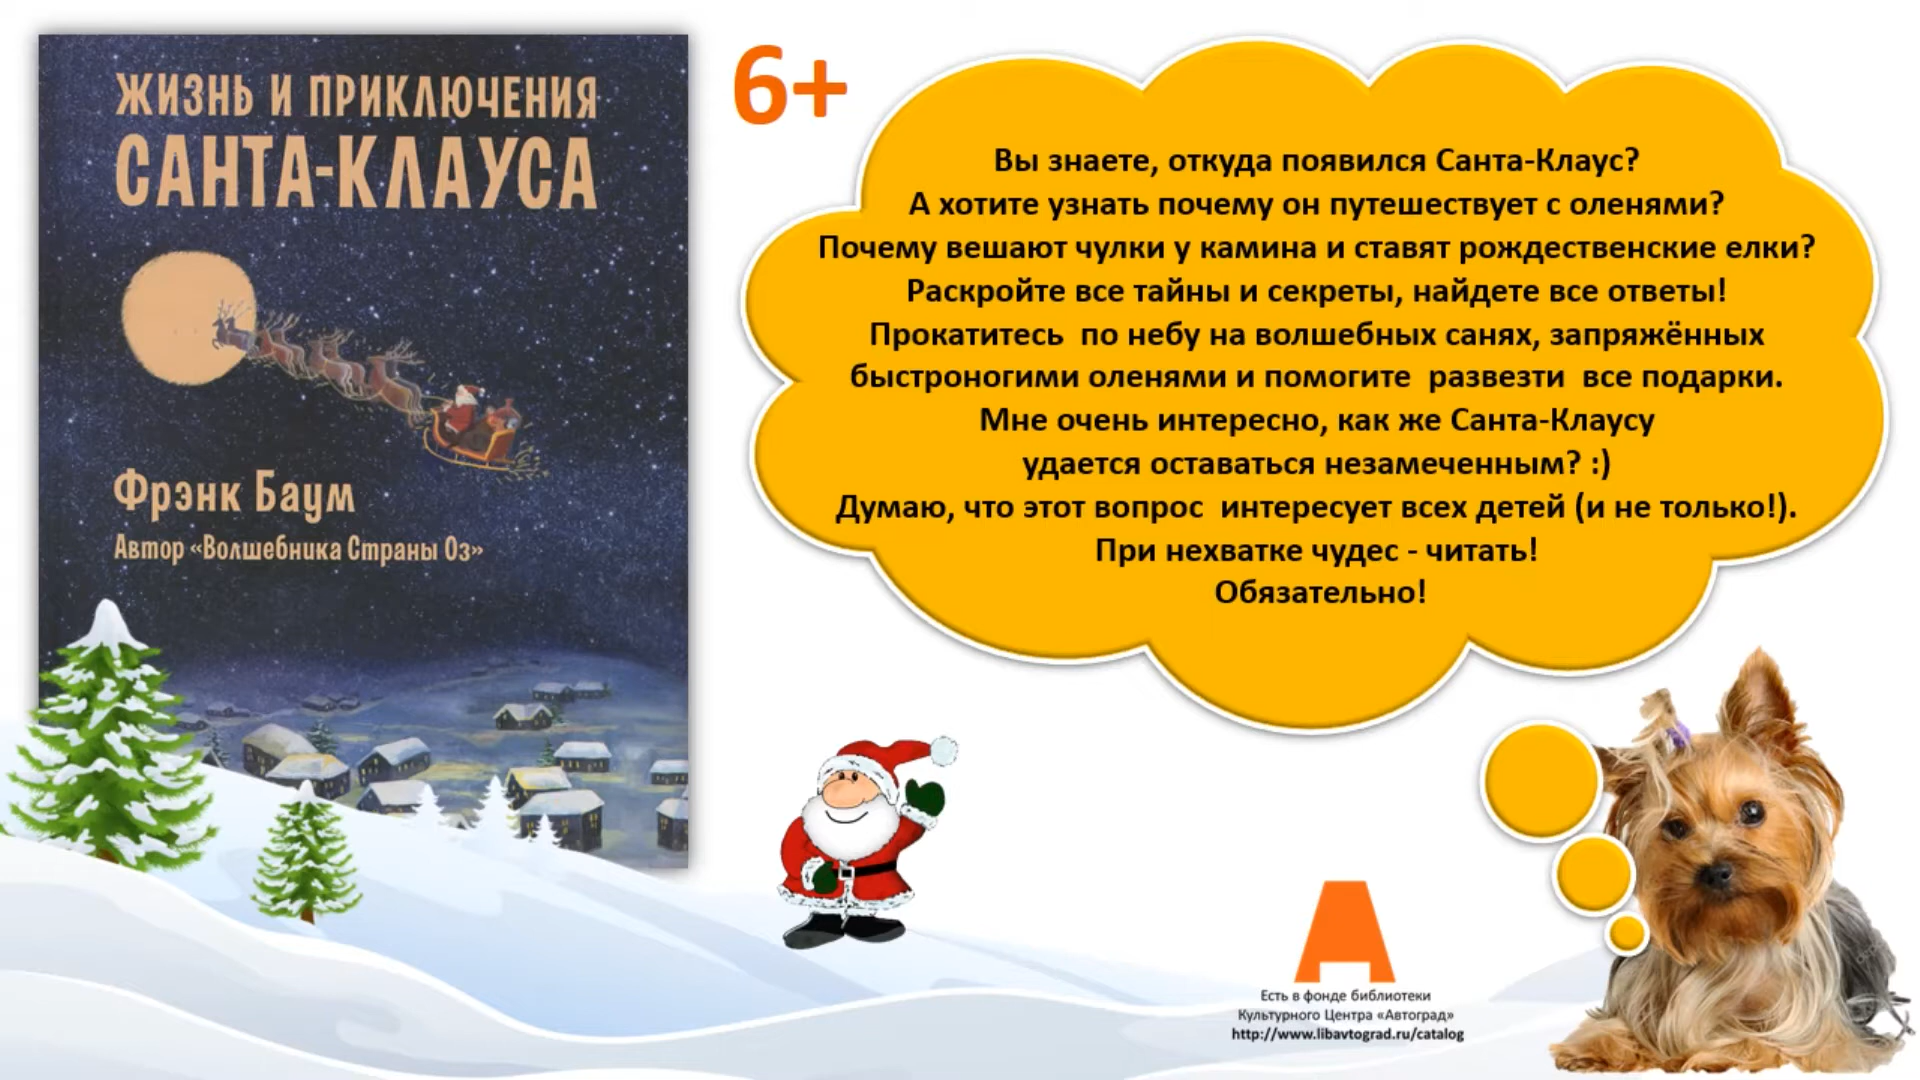 ЖИЗНЬ И ПРИКЛЮЧЕНИЯ
САНТА-КЛАУСА
Фрэнк Баум
Автор «Волшебника Страны Оз»
6+
Вы знаете, откуда появился Санта-Клаус?
А хотите узнать почему он путешествует с оленями?
Почему вешают чулки у камина и ставят рождественские елки?
Раскройте все тайны и секреты, найдете все ответы!
Прокатитесь по небу на волшебных санях, запряжённых
быстроногими оленями и помогите развезти все подарки.
Мне очень интересно, как же Санта-Клаусу
удается оставаться незамеченным? :)
Думаю, что этот вопрос интересует всех детей (и не только!).
При нехватке чудес - читать!
Обязательно!
А
Есть в фонде библиотеки
Культурного Центра «Автоград»
http://www.libavtograd.ru/catalog